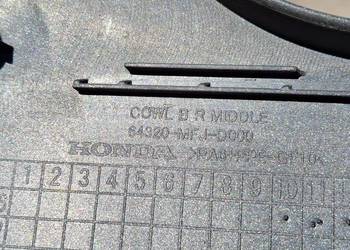 COWL B R MIDDLE
64320-MFJ-D000
HONDA
1 2 3 4 5 6 7 8 9 10 11